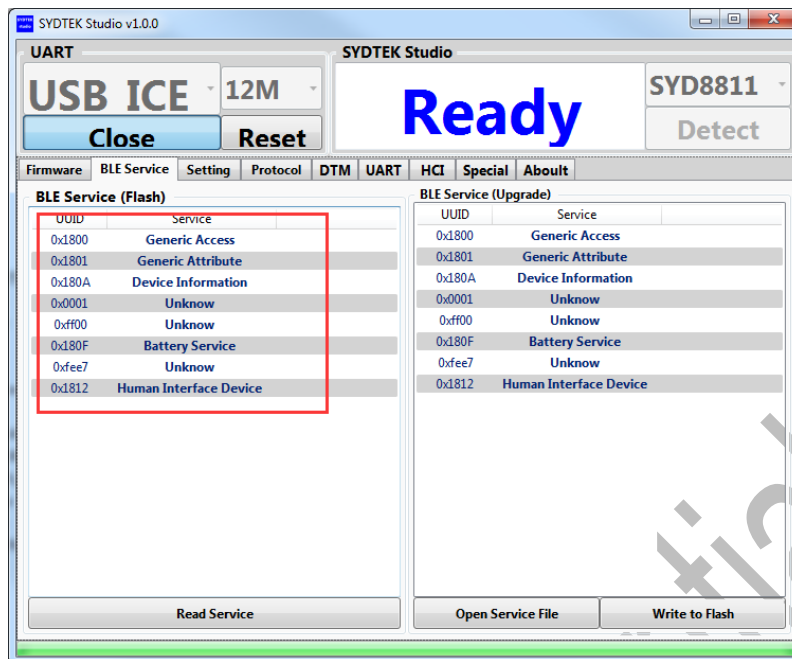 SYDTEK Studio v1.0.0
UART
SYDTEK Studio
USB ICE
12M
Close
Reset
Ready
SYD8811
Detect
Firmware BLE Service Setting Protocol DTM UART HCI Special Aboult
BLE Service (Flash)
UUID Service
0x1800 Generic Access
0x1801 Generic Attribute
0x180A Device Information
0x0001 Unknow
0xff00 Unknow
0x180F Battery Service
0xfee7 Unknow
0x1812 Human Interface Device
Read Service
BLE Service (Upgrade)
UUID Service
0x1800 Generic Access
0x1801 Generic Attribute
0x180A Device Information
0x0001 Unknow
0xff00 Unknow
0x180F Battery Service
0xfee7 Unknow
0x1812 Human Interface Device
Open Service File Write to Flash